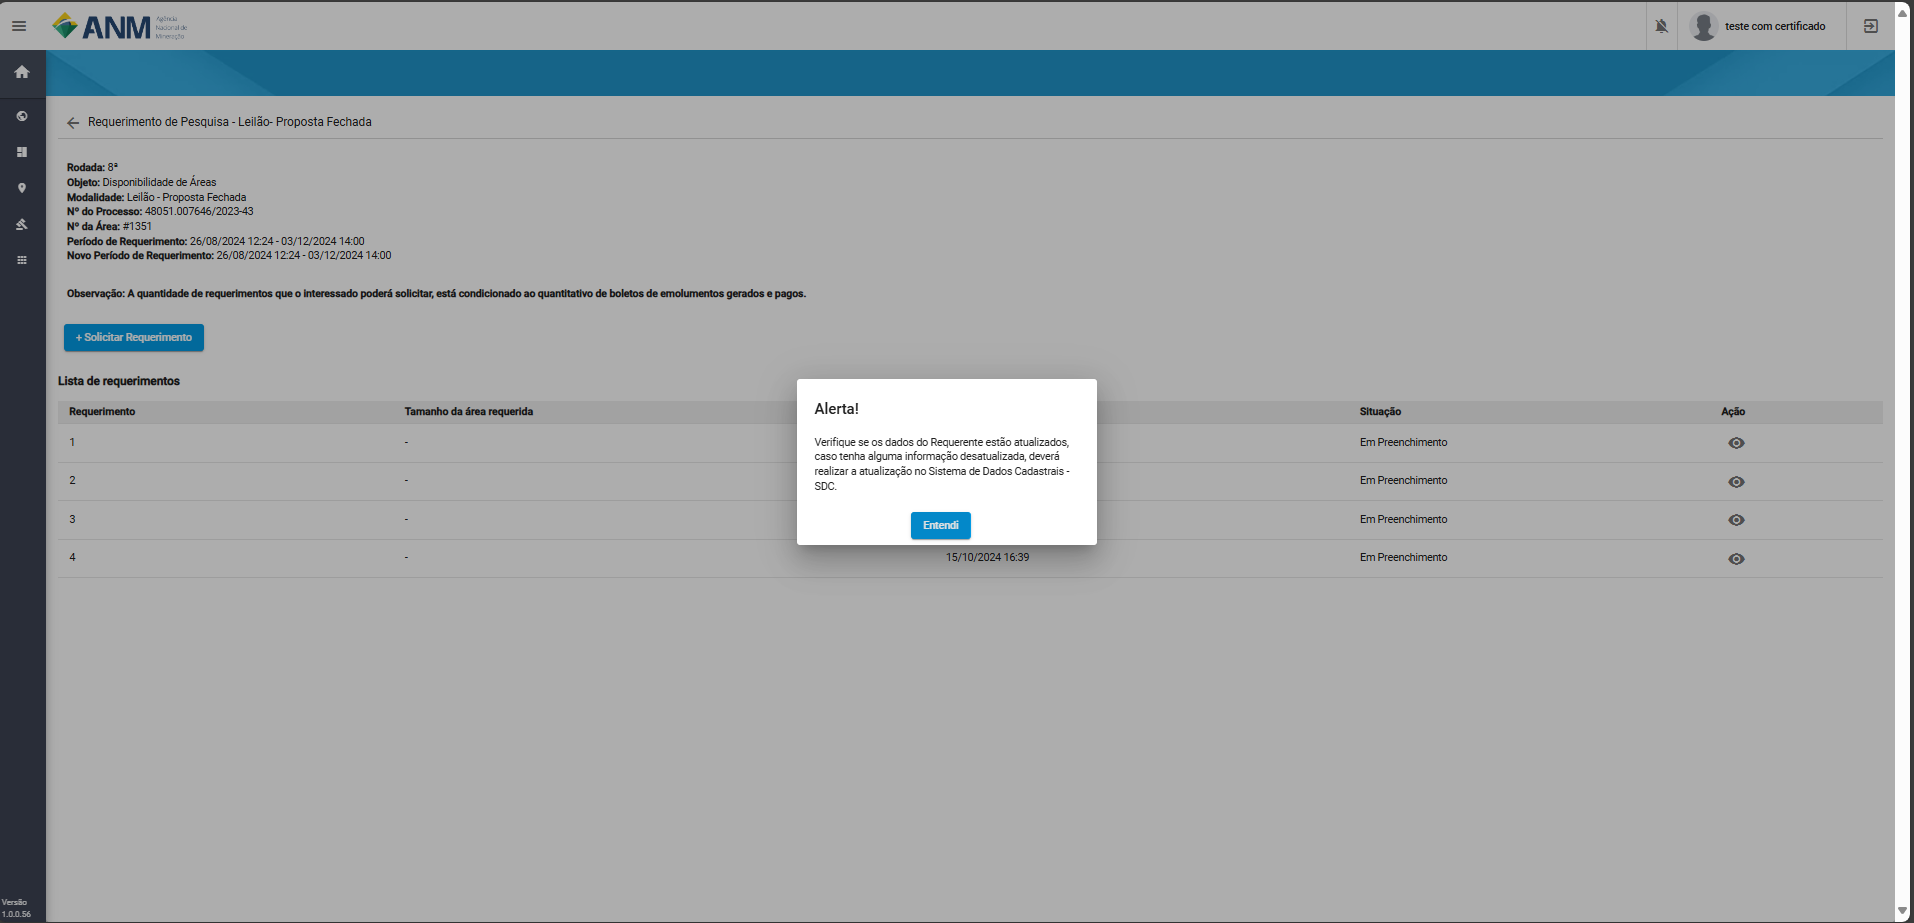 ANM
Agência
Nacional de
Mineração
teste com certificado
Requerimento de Pesquisa - Leilão- Proposta Fechada
Rodada: 8ª
Objeto: Disponibilidade de Áreas
Modalidade: Leilão - Proposta Fechada
Nº do Processo: 48051.007646/2023-43
Nº da Área: #1351
Período de Requerimento: 26/08/2024 12:24 - 03/12/2024 14:00
Novo Período de Requerimento: 26/08/2024 12:24 - 03/12/2024 14:00
Observação: A quantidade de requerimentos que o interessado poderá solicitar, está condicionado ao quantitativo de boletos de emolumentos gerados e pagos.
+ Solicitar Requerimento
Lista de requerimentos
Requerimento Tamanho da área requerida Situação Ação
1 - Em Preenchimento
2 - Em Preenchimento
3 - Em Preenchimento
4 - 15/10/2024 16:39 Em Preenchimento
Alerta!
Verifique se os dados do Requerente estão atualizados,
caso tenha alguma informação desatualizada, deverá
realizar a atualização no Sistema de Dados Cadastrais -
SDC.
Entendi
Versão
1.0.0.56